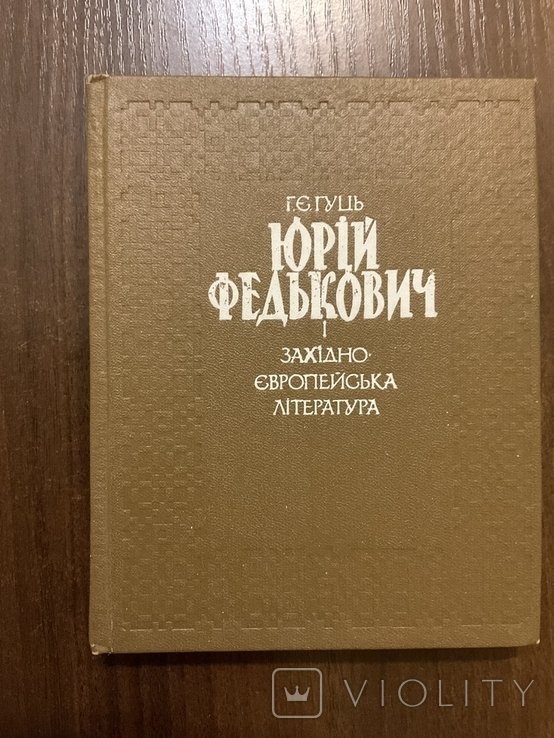 Г.Є.ГУЦЬ
ЮРІЙ
ФЕДЬКОВИЧ
І
ЗАХІДНО-
ЄВРОПЕЙСЬКА
ЛІТЕРАТУРА
VIOLITY